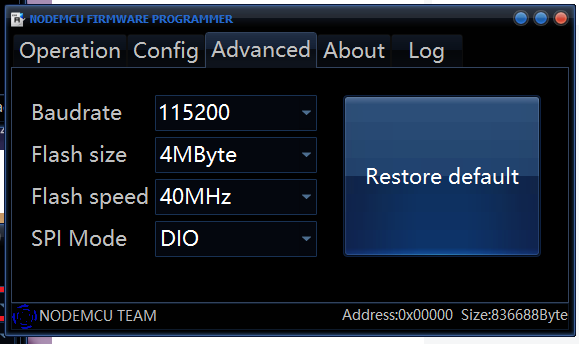 NODEMCU FIRMWARE PROGRAMMER
Operation Config Advanced About Log
Baudrate 115200
Flash size 4MByte
Flash speed 40MHz
SPI Mode DIO
Restore default
NODEMCU TEAM Address:0x00000 Size:836688Byte